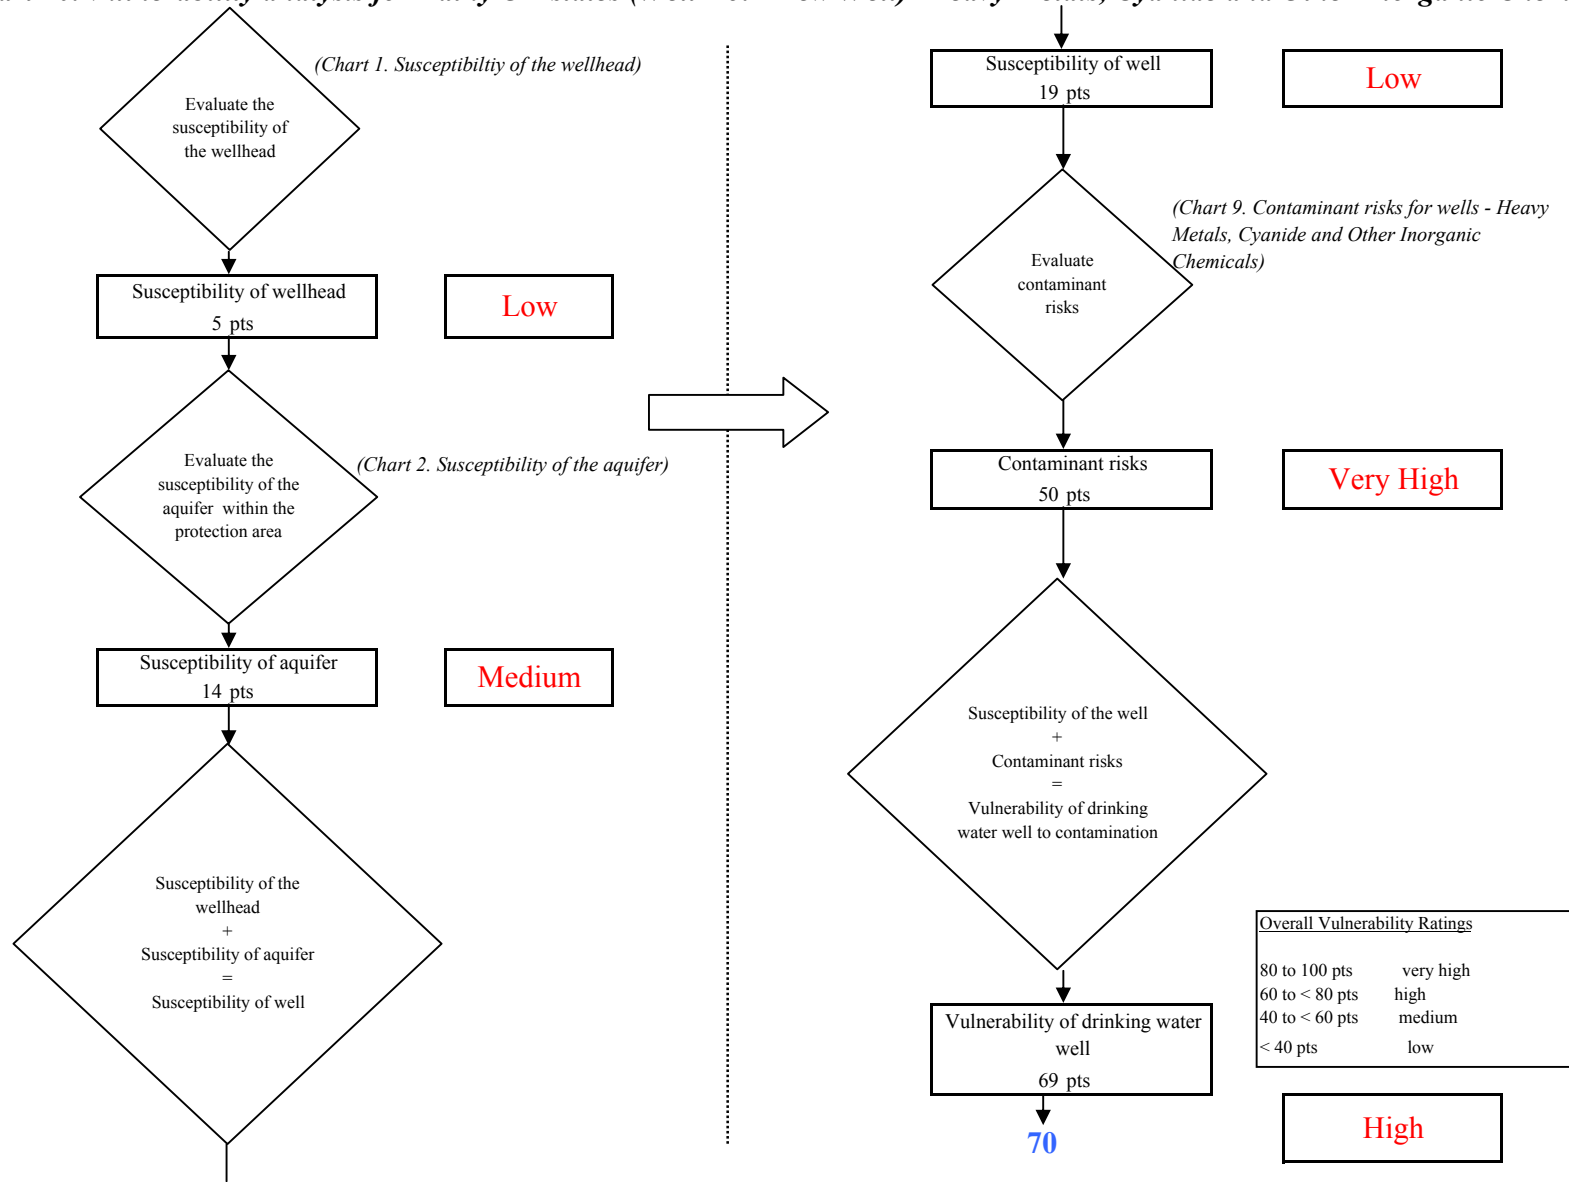 (Chart 1. Susceptibiltiy of the wellhead)
Evaluate the
susceptibility of
the wellhead
Susceptibility of wellhead
5 pts
Low
Evaluate the
susceptibility of the
aquifer within the
protection area
(Chart 2. Susceptibility of the aquifer)
Susceptibility of aquifer
14 pts
Medium
Susceptibility of the
wellhead
+
Susceptibility of aquifer
=
Susceptibility of well
Susceptibility of well
19 pts
Low
(Chart 9. Contaminant risks for wells - Heavy
Metals, Cyanide and Other Inorganic
Chemicals)
Evaluate
contaminant
risks
Contaminant risks
50 pts
Very High
Susceptibility of the well
+
Contaminant risks
=
Vulnerability of drinking
water well to contamination
Overall Vulnerability Ratings
80 to 100 pts very high
60 to < 80 pts high
40 to < 60 pts medium
< 40 pts low
Vulnerability of drinking water
well
69 pts
70
High